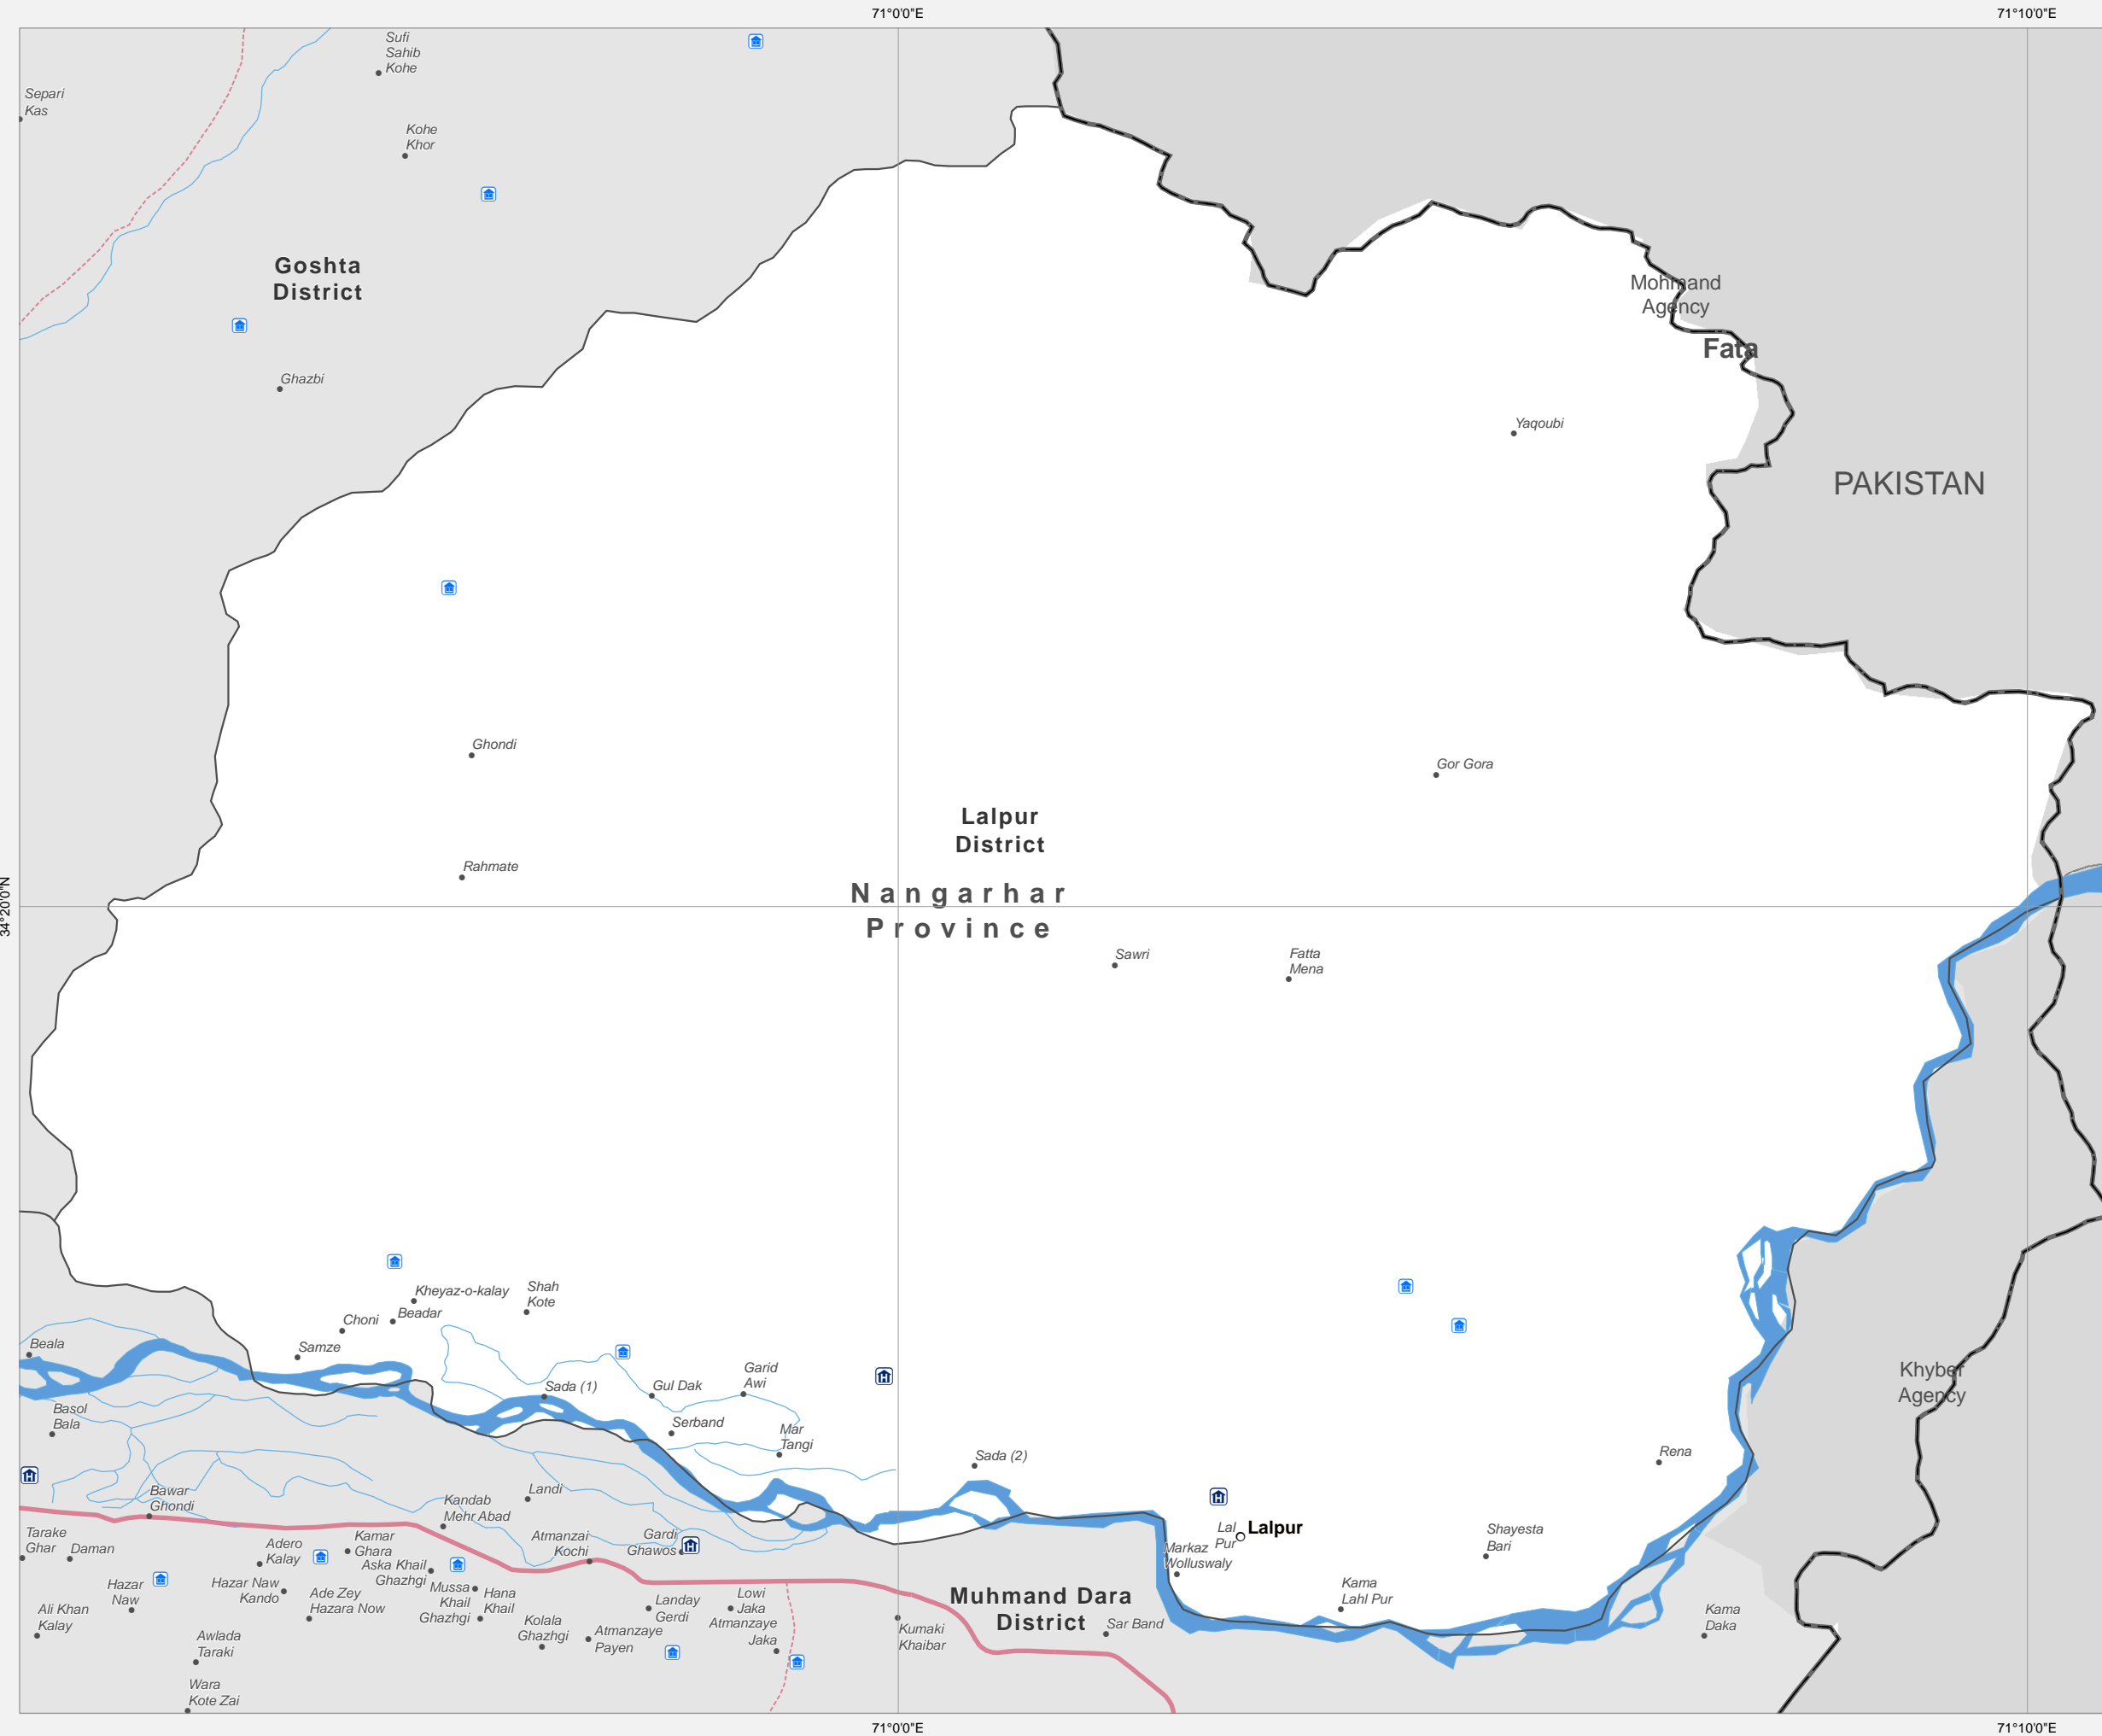 71°0'0"E
71°10'0"E
Sufi
Sahib
Kohe
Separi
Kas
Kohe
Khor
Goshta
District
Mohmand
Agency
Fata
Ghazbi
Yaqoubi
PAKISTAN
Ghondi
Gor Gora
Lalpur
District
Rahmate
Nangarhar
Province
34°20'0"N
Sawri
Fatta
Mena
Kheyaz-o-kalay
Shah
Kote
Beadar
Choni
Samze
Beala
Garid
Awi
Sada (1)
Gul Dak
Khyber
Agency
Basol
Bala
Serband
Mar
Tangi
Sada (2)
Rena
Bawar
Ghondi
Landi
Kandab
Mehr Abad
Lal
Pur
Lalpur
Shayesta
Bari
Tarake
Ghar
Daman
Adero
Kalay
Kamar
Ghara
Atmanzai
Kochi
Gardi
Ghawos
Markaz
Wolluswaly
Aska Khail
Ghazhgi
Hazar
Naw
Hazar Naw
Kando
Ade Zey
Hazara Now
Mussa
Khail
Ghazhgi
Hana
Khail
Kama
Lahl Pur
Landay
Gerdi
Lowi
Jaka
Muhmand Dara
District
Ali Khan
Kalay
Kolala
Ghazhgi
Atmanzaye
Payen
Atmanzaye
Jaka
Kumaki
Khaibar
Sar Band
Kama
Daka
Awlada
Taraki
Wara
Kote Zai
71°0'0"E
71°10'0"E